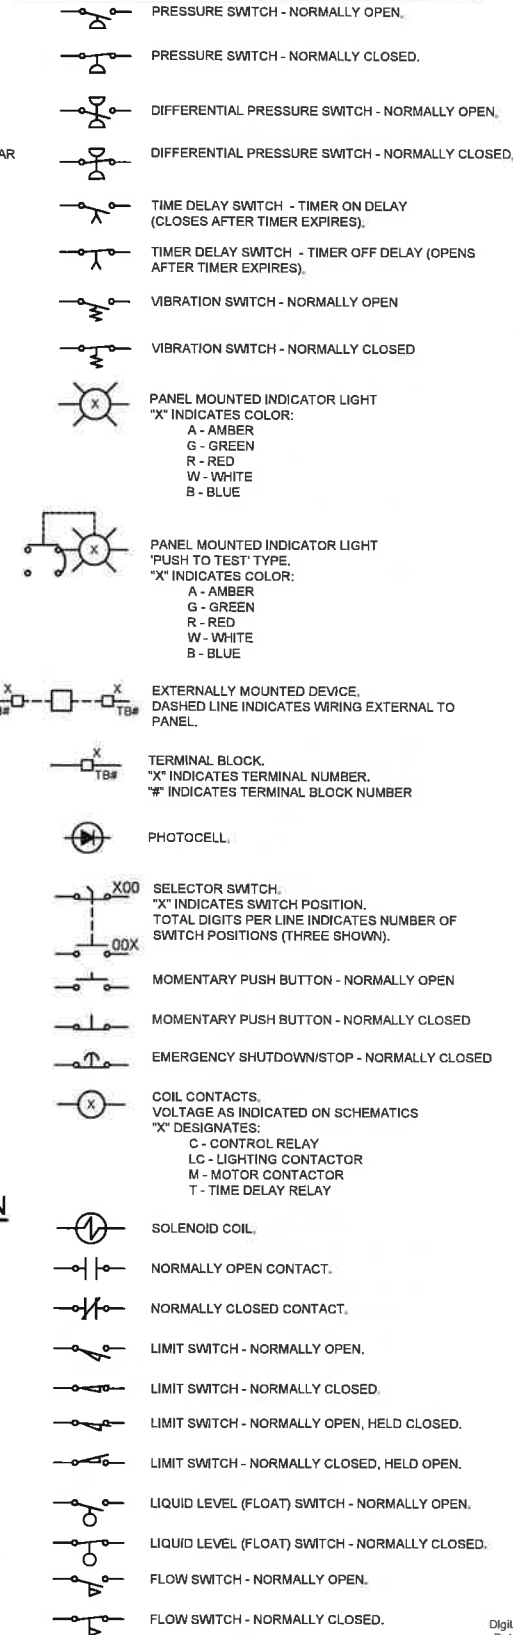 PRESSURE SWITCH - NORMALLY OPEN.
PRESSURE SWITCH - NORMALLY CLOSED.
DIFFERENTIAL PRESSURE SWITCH - NORMALLY OPEN.
AR
DIFFERENTIAL PRESSURE SWITCH - NORMALLY CLOSED.
TIME DELAY SWITCH - TIMER ON DELAY
(CLOSES AFTER TIMER EXPIRES).
TIMER DELAY SWITCH - TIMER OFF DELAY (OPENS
AFTER TIMER EXPIRES).
VIBRATION SWITCH - NORMALLY OPEN
VIBRATION SWITCH - NORMALLY CLOSED
X
PANEL MOUNTED INDICATOR LIGHT
"X" INDICATES COLOR:
A - AMBER
G - GREEN
R - RED
W - WHITE
B - BLUE
X
PANEL MOUNTED INDICATOR LIGHT
'PUSH TO TEST' TYPE.
"X" INDICATES COLOR:
A - AMBER
G - GREEN
R - RED
W - WHITE
B - BLUE
X X
B# TB#
EXTERNALLY MOUNTED DEVICE.
DASHED LINE INDICATES WIRING EXTERNAL TO
PANEL.
X
TB#
TERMINAL BLOCK.
"X" INDICATES TERMINAL NUMBER.
"#" INDICATES TERMINAL BLOCK NUMBER
PHOTOCELL.
X00
00X
SELECTOR SWITCH.
"X" INDICATES SWITCH POSITION.
TOTAL DIGITS PER LINE INDICATES NUMBER OF
SWITCH POSITIONS (THREE SHOWN).
MOMENTARY PUSH BUTTON - NORMALLY OPEN
MOMENTARY PUSH BUTTON - NORMALLY CLOSED
EMERGENCY SHUTDOWN/STOP - NORMALLY CLOSED
X
COIL CONTACTS.
VOLTAGE AS INDICATED ON SCHEMATICS
"X" DESIGNATES:
C - CONTROL RELAY
LC - LIGHTING CONTACTOR
M - MOTOR CONTACTOR
T - TIME DELAY RELAY
N
SOLENOID COIL.
NORMALLY OPEN CONTACT.
NORMALLY CLOSED CONTACT.
LIMIT SWITCH - NORMALLY OPEN.
LIMIT SWITCH - NORMALLY CLOSED.
LIMIT SWITCH - NORMALLY OPEN, HELD CLOSED.
LIMIT SWITCH - NORMALLY CLOSED, HELD OPEN.
LIQUID LEVEL (FLOAT) SWITCH - NORMALLY OPEN.
LIQUID LEVEL (FLOAT) SWITCH - NORMALLY CLOSED.
FLOW SWITCH - NORMALLY OPEN.
FLOW SWITCH - NORMALLY CLOSED.
Digit